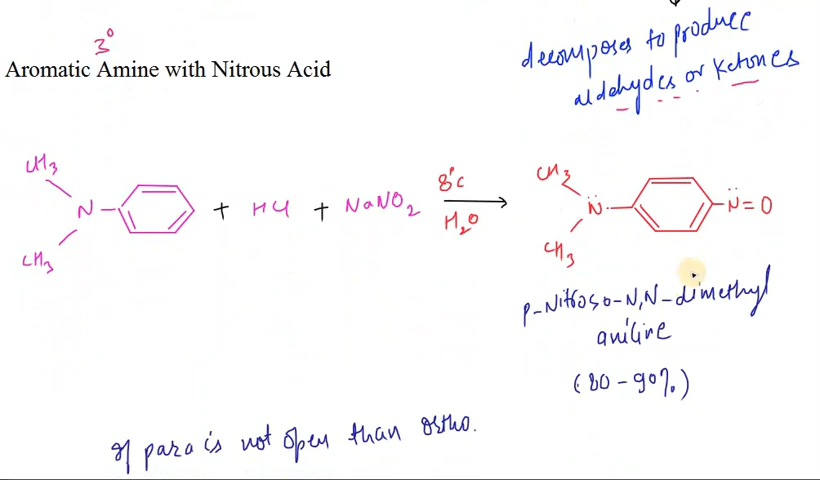 decomposes to produce
aldehydes or ketones
3°
Aromatic Amine with Nitrous Acid
CH3
N
CH3
+ HCl + NaNO2
8°C
H2O
CH3
N
CH3
N=O
P-Nitroso-N,N-dimethyl
aniline
(80-90%)
If para is not open than ortho.